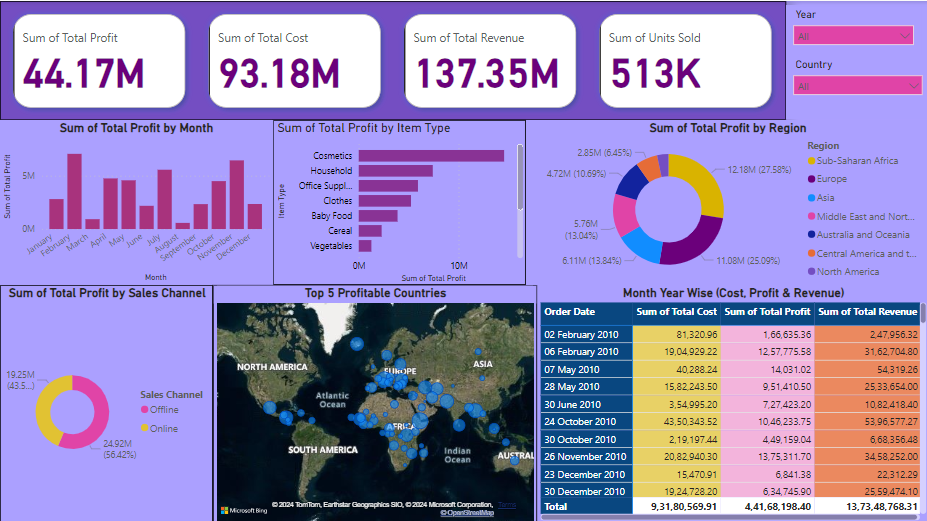 Sum of Total Profit
44.17M
Sum of Total Cost
93.18M
Sum of Total Revenue
137.35M
Sum of Units Sold
513K
Year
All
Country
All
Sum of Total Profit by Month
Sum of Total Profit
5M
0M
January
February
March
April
May
June
July
August
September
October
November
December
Month
Sum of Total Profit by Item Type
Item Type
Cosmetics
Household
Office Suppl...
Clothes
Baby Food
Cereal
Vegetables
0M
10M
Sum of Total Profit
Sum of Total Profit by Region
2.85M (6.45%)
4.72M (10.69%)
5.76M
(13.04%)
6.11M (13.84%)
12.18M (27.58%)
11.08M (25.09%)
Region
Sub-Saharan Africa
Europe
Asia
Middle East and Nort...
Australia and Oceania
Central America and t...
North America
Sum of Total Profit by Sales Channel
19.25M
(43.5...)
24.92M
(56.42%)
Sales Channel
Offline
Online
Top 5 Profitable Countries
NORTH AMERICA
EUROPE
ASIA
Atlantic
Ocean
AFRICA
SOUTH AMERICA
Indian
Ocean
AUSTRAL
Microsoft Bing
© 2024 TomTom, Earthstar Geographics SIO, © 2024 Microsoft Corporation, Terms
© OpenStreetMap
Month Year Wise (Cost, Profit & Revenue)
Order Date Sum of Total Cost Sum of Total Profit Sum of Total Revenue
02 February 2010 81,320.96 1,66,635.36 2,47,956.32
06 February 2010 19,04,929.22 12,57,775.58 31,62,704.80
07 May 2010 40,288.24 14,031.02 54,319.26
28 May 2010 15,82,243.50 9,51,410.50 25,33,654.00
30 June 2010 3,54,995.20 7,27,423.20 10,82,418.40
24 October 2010 43,50,343.52 10,46,233.75 53,96,577.27
30 October 2010 2,19,197.44 4,49,159.04 6,68,356.48
26 November 2010 20,82,940.30 13,75,311.70 34,58,252.00
23 December 2010 15,470.91 6,841.38 22,312.29
30 December 2010 19,24,728.20 6,34,745.90 25,59,474.10
Total 9,31,80,569.91 4,41,68,198.40 13,73,48,768.31